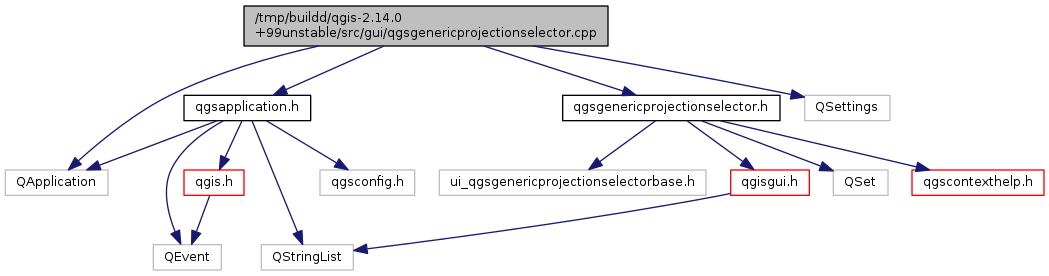 /tmp/buildd/qgis-2.14.0
+99unstable/src/gui/qgsgenericprojectionselector.cpp
qgsapplication.h
qgsgenericprojectionselector.h
QSettings
QApplication
qgis.h
qgsconfig.h
ui_qgsgenericprojectionselectorbase.h
qgisgui.h
QSet
qgscontexthelp.h
QEvent
QStringList